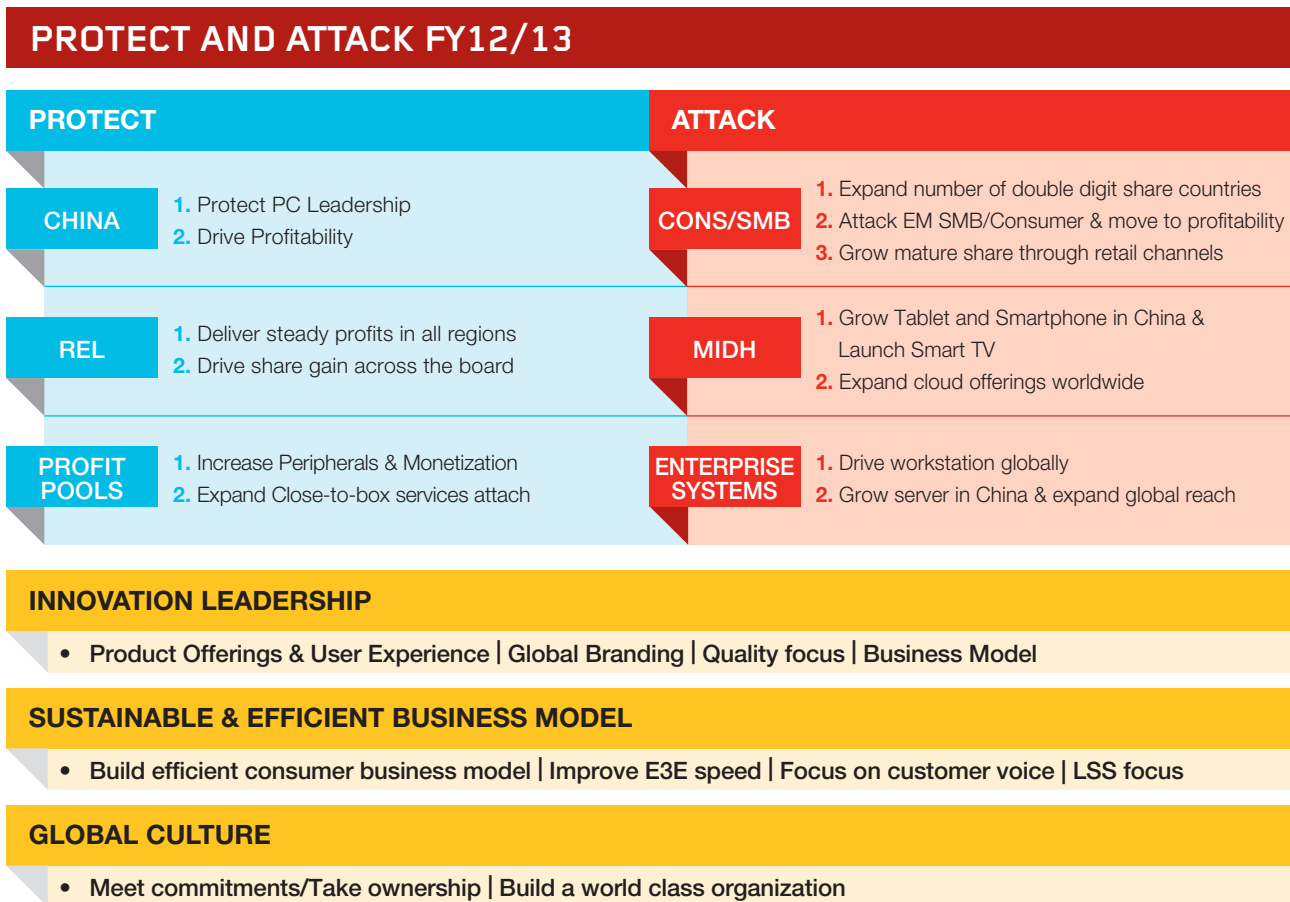 PROTECT AND ATTACK FY12/13
PROTECT
CHINA
1. Protect PC Leadership
2. Drive Profitability
REL
1. Deliver steady profits in all regions
2. Drive share gain across the board
PROFIT
POOLS
1. Increase Peripherals & Monetization
2. Expand Close-to-box services attach
ATTACK
CONS/SMB
1. Expand number of double digit share countries
2. Attack EM SMB/Consumer & move to profitability
3. Grow mature share through retail channels
MIDH
1. Grow Tablet and Smartphone in China &
Launch Smart TV
2. Expand cloud offerings worldwide
ENTERPRISE
SYSTEMS
1. Drive workstation globally
2. Grow server in China & expand global reach
INNOVATION LEADERSHIP
• Product Offerings & User Experience | Global Branding | Quality focus | Business Model
SUSTAINABLE & EFFICIENT BUSINESS MODEL
• Build efficient consumer business model | Improve E3E speed | Focus on customer voice | LSS focus
GLOBAL CULTURE
• Meet commitments/Take ownership | Build a world class organization